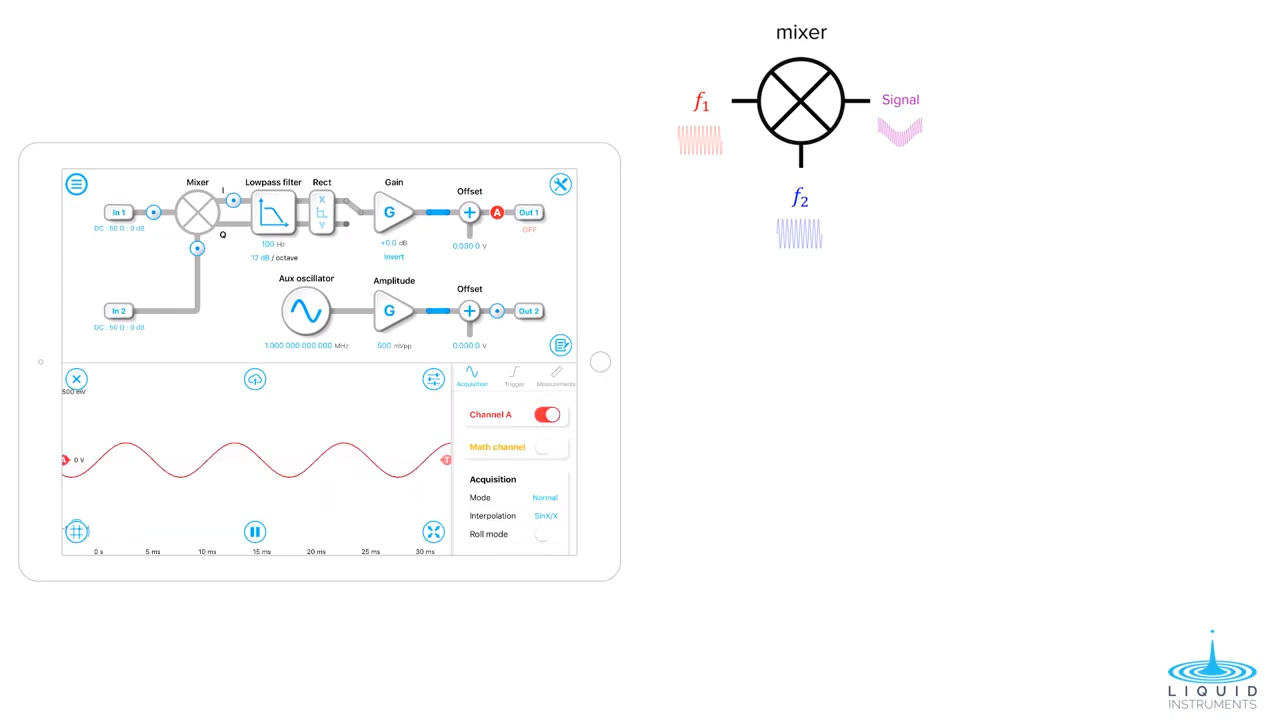 mixer
f1
Signal
f2
Mixer
I
Lowpass filter
Rect
Gain
Offset
In 1
X
Y
G
A
Out 1
DC : 50 Ω : 0 dB
Q
OFF
100 Hz
+0.0 dB
0.000 0 V
12 dB / octave
Invert
Aux oscillator
Amplitude
Offset
In 2
G
Out 2
DC : 50 Ω : 0 dB
1.000 000 000 000 MHz
500 mVpp
0.000 0 V
500 mV
Acquisition
Trigger
Measurements
Channel A
Math channel
A
0 V
T
Acquisition
Mode
Normal
Interpolation
SinX/X
Roll mode
0 s
5 ms
10 ms
15 ms
20 ms
25 ms
30 ms
LIQUID
INSTRUMENTS